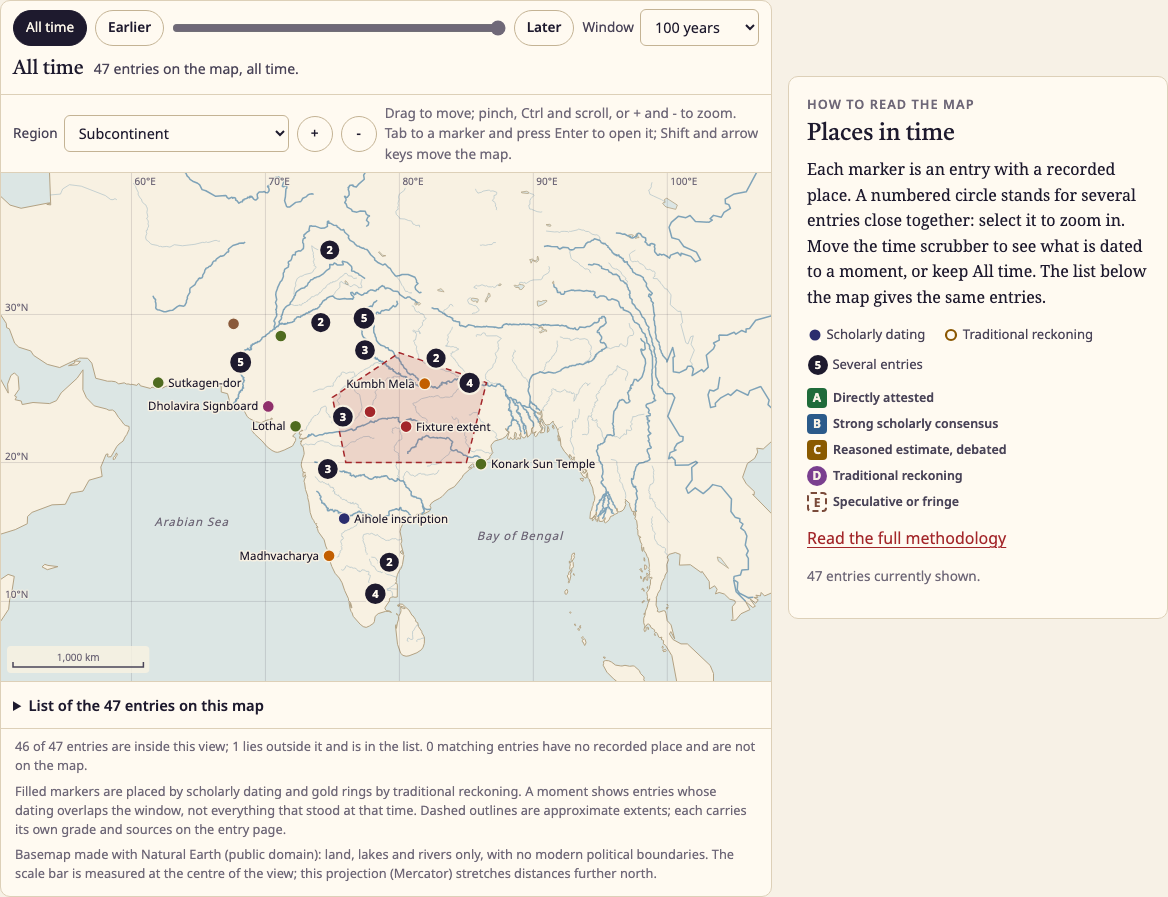 All time
Earlier
Later
Window
100 years
All time 47 entries on the map, all time.
Region
Subcontinent
+
-
Drag to move; pinch, Ctrl and scroll, or + and - to zoom.
Tab to a marker and press Enter to open it; Shift and arrow
keys move the map.
60°E
70°E
80°E
90°E
100°E
2
30°N
2
5
3
2
5
Sutkagen-dor
Kumbh Mela
4
Dholavira Signboard
3
Lothal
Fixture extent
20°N
3
Konark Sun Temple
Arabian Sea
Aihole inscription
Bay of Bengal
Madhvacharya
2
10°N
4
1,000 km
List of the 47 entries on this map
46 of 47 entries are inside this view; 1 lies outside it and is in the list. 0 matching entries have no recorded place and are not
on the map.
Filled markers are placed by scholarly dating and gold rings by traditional reckoning. A moment shows entries whose
dating overlaps the window, not everything that stood at that time. Dashed outlines are approximate extents; each carries
its own grade and sources on the entry page.
Basemap made with Natural Earth (public domain): land, lakes and rivers only, with no modern political boundaries. The
scale bar is measured at the centre of the view; this projection (Mercator) stretches distances further north.
HOW TO READ THE MAP
Places in time
Each marker is an entry with a recorded
place. A numbered circle stands for several
entries close together: select it to zoom in.
Move the time scrubber to see what is dated
to a moment, or keep All time. The list below
the map gives the same entries.
Scholarly dating
Traditional reckoning
5 Several entries
A Directly attested
B Strong scholarly consensus
C Reasoned estimate, debated
D Traditional reckoning
E Speculative or fringe
Read the full methodology
47 entries currently shown.